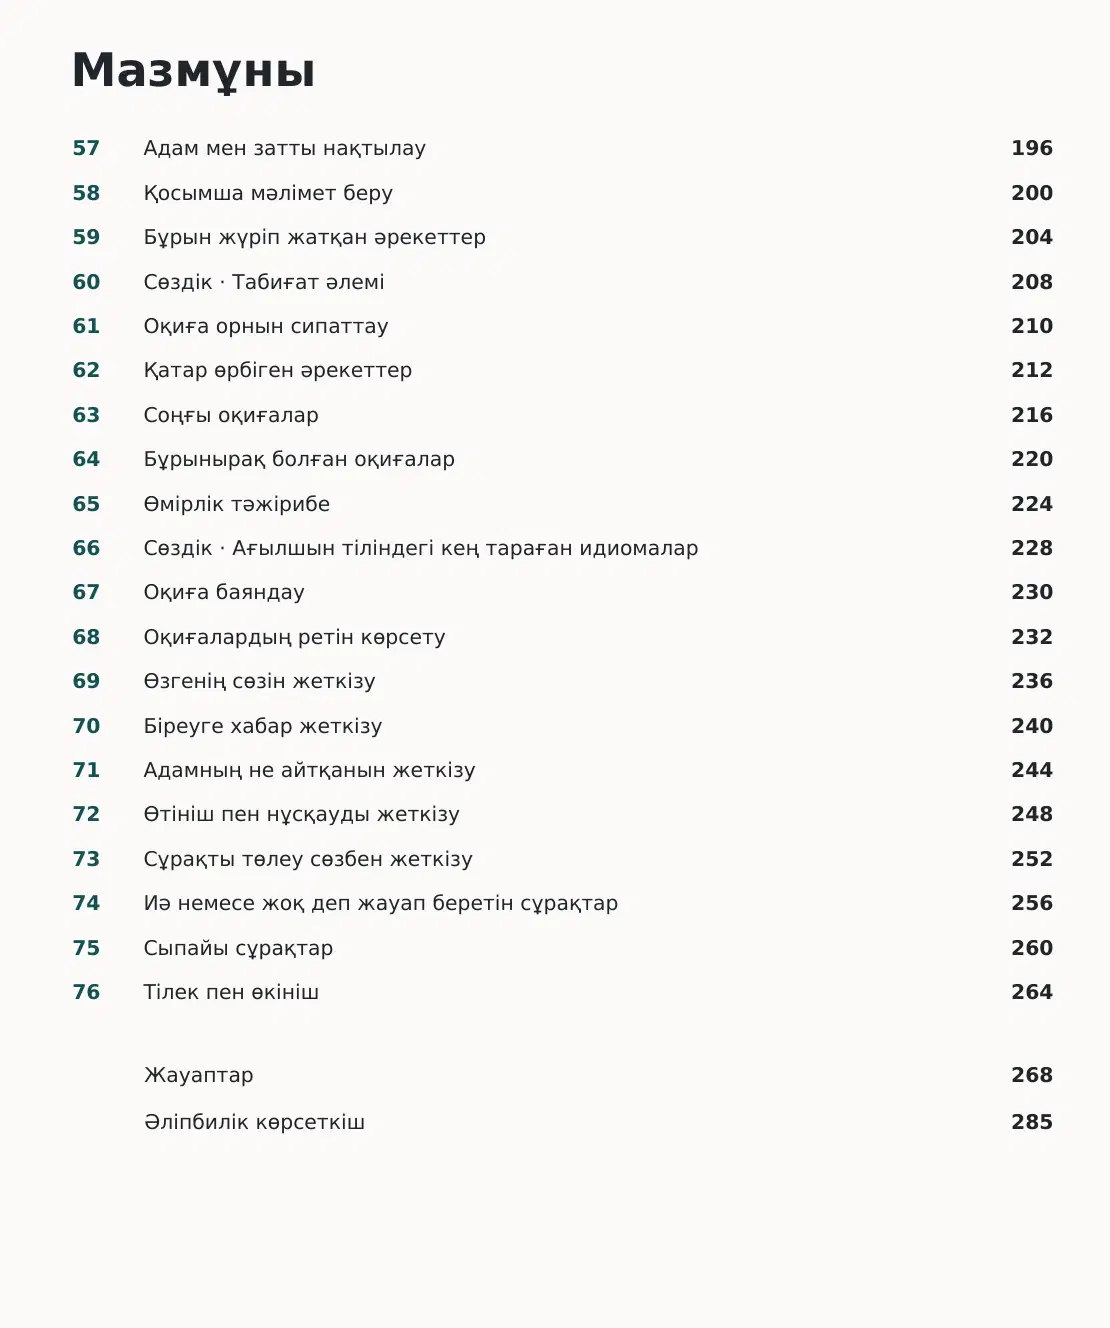 Мазмұны
57 Адам мен затты нақтылау 196
58 Қосымша мәлімет беру 200
59 Бұрын жүріп жатқан әрекеттер 204
60 Сөздік · Табиғат әлемі 208
61 Оқиға орнын сипаттау 210
62 Қатар өрбіген әрекеттер 212
63 Соңғы оқиғалар 216
64 Бұрынырақ болған оқиғалар 220
65 Өмірлік тәжірибе 224
66 Сөздік · Ағылшын тіліндегі кең тараған идиомалар 228
67 Оқиға баяндау 230
68 Оқиғалардың ретін көрсету 232
69 Өзгенің сөзін жеткізу 236
70 Біреуге хабар жеткізу 240
71 Адамның не айтқанын жеткізу 244
72 Өтініш пен нұсқауды жеткізу 248
73 Сұрақты төлеу сөзбен жеткізу 252
74 Иә немесе жоқ деп жауап беретін сұрақтар 256
75 Сыпайы сұрақтар 260
76 Тілек пен өкініш 264
Жауаптар 268
Әліпбилік көрсеткіш 285